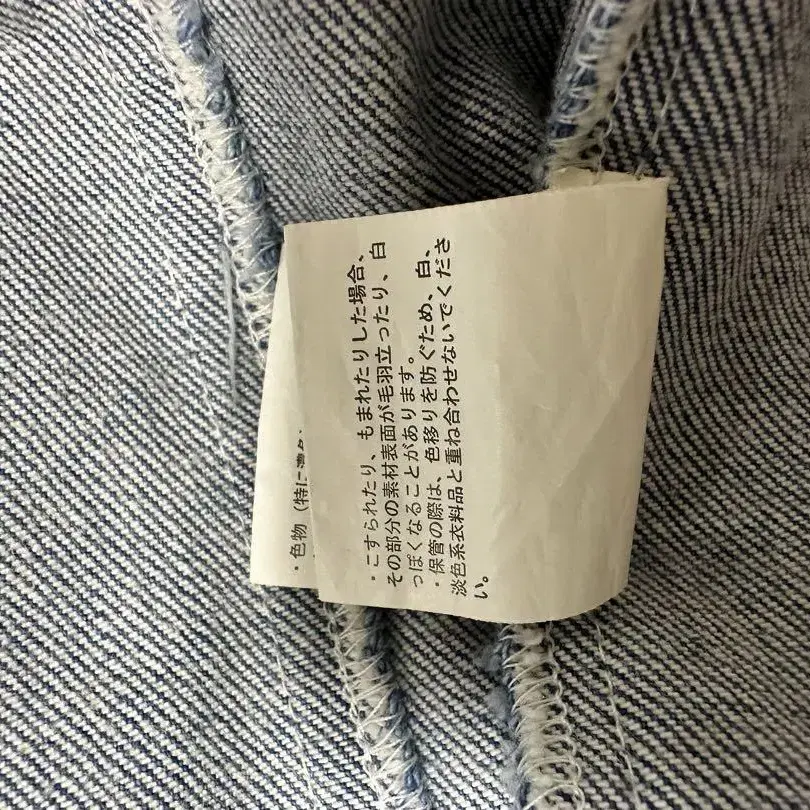 ・色物（特に濃
・こすられたり、もまれたりした場合、
その部分の素材表面が毛羽立ったり、白
っぽくなることがあります。
・保管の際は、色移りを防ぐため、白、
淡色系衣料品と重ね合わせないでくださ
い。